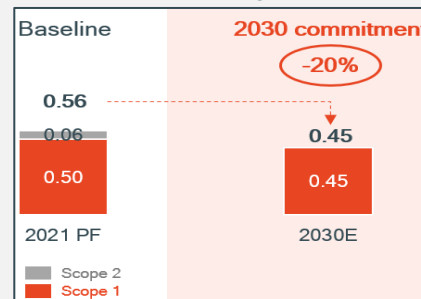 Baseline
2030 commitment
-20%
0.56
0.06
0.45
0.50
0.45
2021 PF
2030E
Scope 2
Scope 1